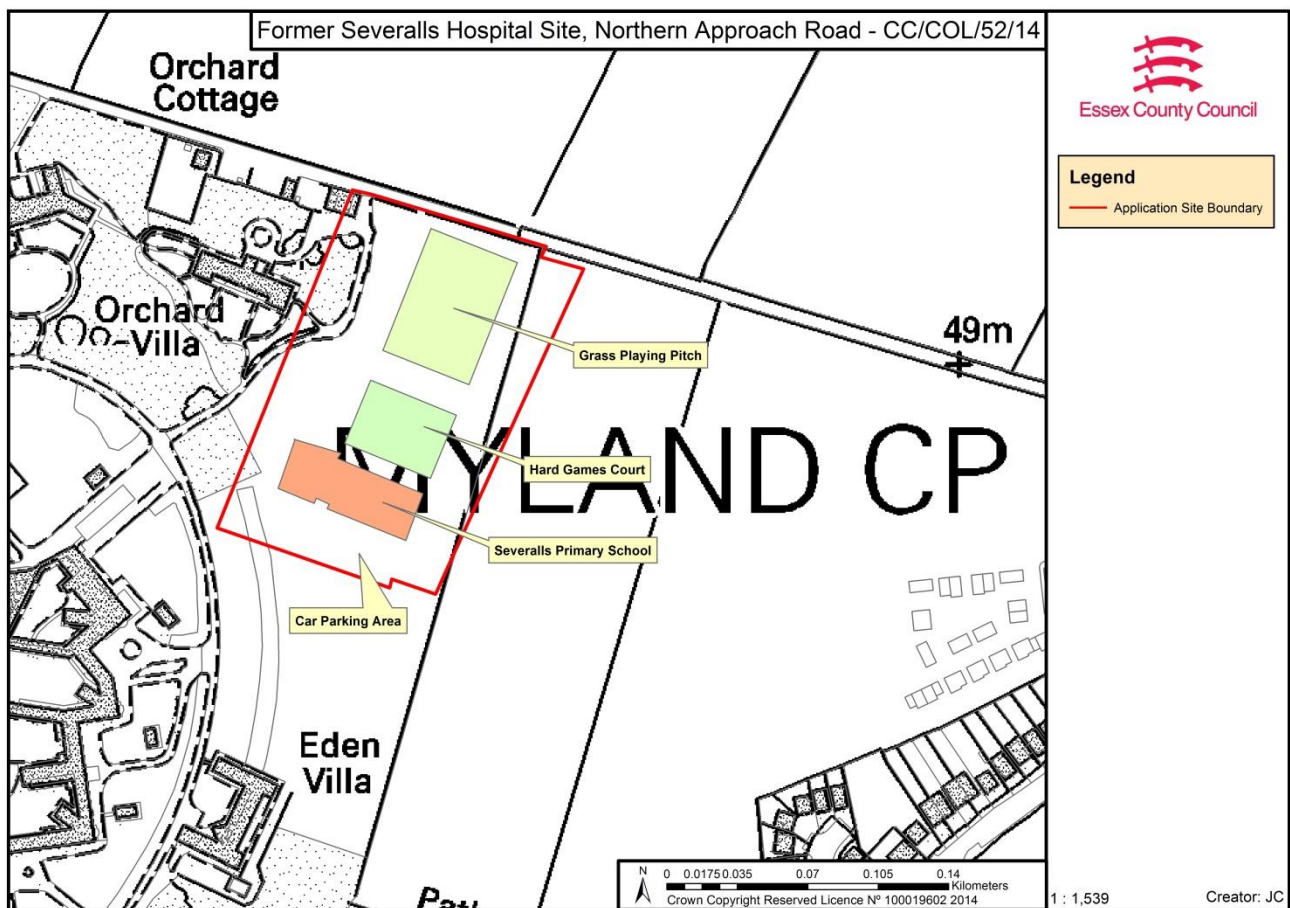 Former Severalls Hospital Site, Northern Approach Road - CC/COL/52/14
Essex County Council
Legend
Application Site Boundary
Orchard
Cottage
Orchard
Villa
49m
Grass Playing Pitch
MYLAND CP
Hard Games Court
Severalls Primary School
Car Parking Area
Eden
Villa
N
0 0.0175 0.035 0.07 0.105 0.14
Kilometers
Crown Copyright Reserved Licence Nº 100019602 2014
1 : 1,539
Creator: JC